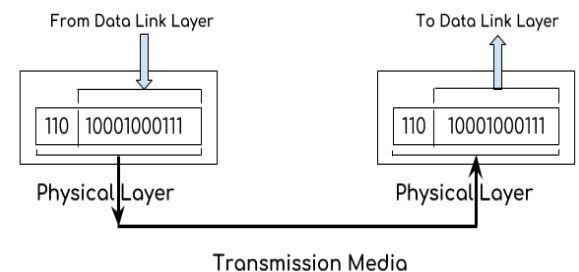 From Data Link Layer
To Data Link Layer
110 10001000111
110 10001000111
Physical Layer
Physical Layer
Transmission Media